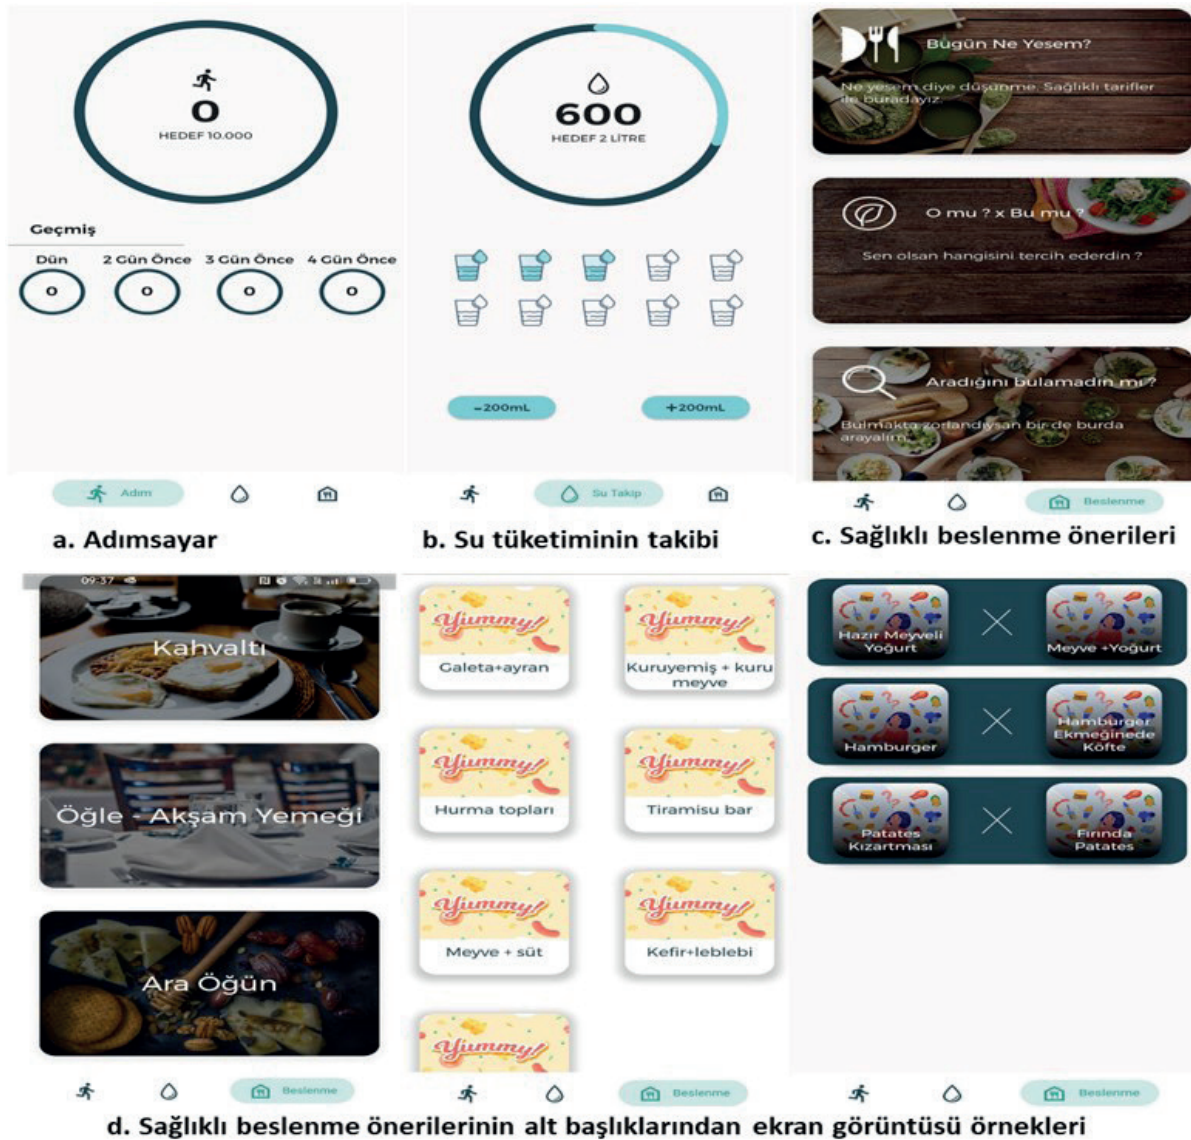 0
HEDEF 10.000
Geçmiş
Dün
2 Gün Önce
3 Gün Önce
4 Gün Önce
0
0
0
0
Adım
a. Adımsayar
600
HEDEF 2 LİTRE
-200mL
+200mL
Su Takip
b. Su tüketiminin takibi
Bugün Ne Yesem?
Ne yesem diye düşünme. Sağlıklı tarifler
ile buradayız.
O mu ? x Bu mu ?
Sen olsan hangisini tercih ederdin ?
Aradığını bulamadın mı ?
Bulmakta zorlandıysan bir de burda
arayalım.
Beslenme
c. Sağlıklı beslenme önerileri
09:37
Kahvaltı
Öğle - Akşam Yemeği
Ara Öğün
Beslenme
Yummy!
Galeta+ayran
Yummy!
Kuruyemiş + kuru
meyve
Yummy!
Hurma topları
Yummy!
Tiramisu bar
Yummy!
Meyve + süt
Yummy!
Kefir+leblebi
Yummy!
Beslenme
Hazır Meyveli
Yoğurt
Meyve +Yoğurt
Hamburger
Hamburger
Ekmeğinede
Köfte
Patates
Kızartması
Fırında
Patates
Beslenme
d. Sağlıklı beslenme önerilerinin alt başlıklarından ekran görüntüsü örnekleri